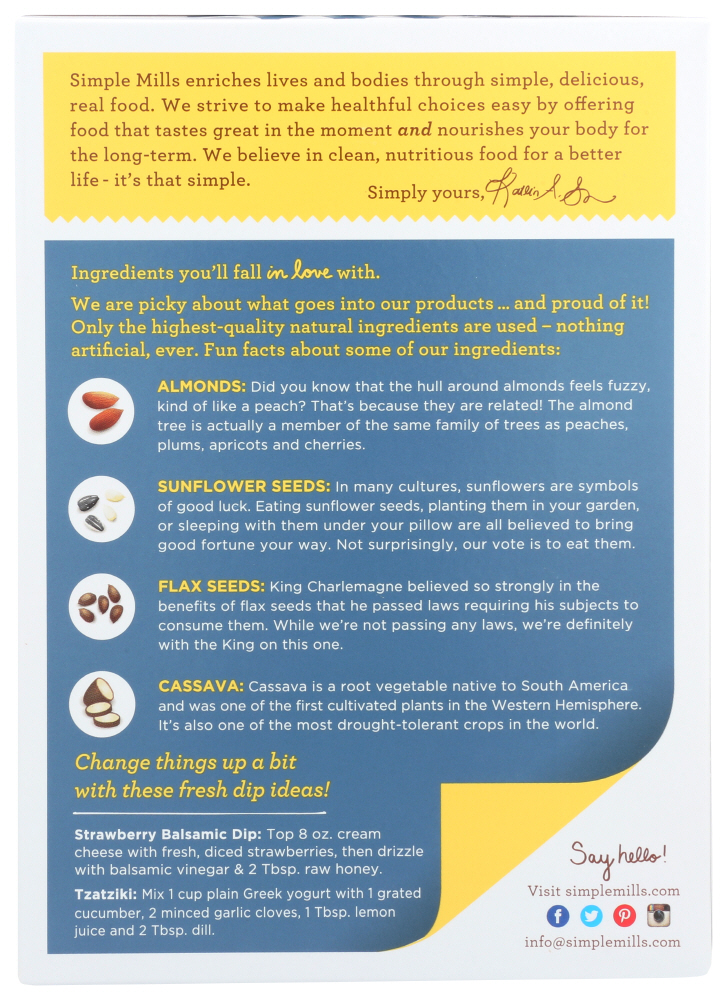 Simple Mills enriches lives and bodies through simple, delicious,
real food. We strive to make healthful choices easy by offering
food that tastes great in the moment and nourishes your body for
the long-term. We believe in clean, nutritious food for a better
life - it's that simple.
Simply yours,
Ingredients you'll fall in love with.
We are picky about what goes into our products ... and proud of it!
Only the highest-quality natural ingredients are used – nothing
artificial, ever. Fun facts about some of our ingredients:
ALMONDS: Did you know that the hull around almonds feels fuzzy,
kind of like a peach? That's because they are related! The almond
tree is actually a member of the same family of trees as peaches,
plums, apricots and cherries.
SUNFLOWER SEEDS: In many cultures, sunflowers are symbols
of good luck. Eating sunflower seeds, planting them in your garden,
or sleeping with them under your pillow are all believed to bring
good fortune your way. Not surprisingly, our vote is to eat them.
FLAX SEEDS: King Charlemagne believed so strongly in the
benefits of flax seeds that he passed laws requiring his subjects to
consume them. While we're not passing any laws, we're definitely
with the King on this one.
CASSAVA: Cassava is a root vegetable native to South America
and was one of the first cultivated plants in the Western Hemisphere.
It's also one of the most drought-tolerant crops in the world.
Change things up a bit
with these fresh dip ideas!
Strawberry Balsamic Dip: Top 8 oz. cream
cheese with fresh, diced strawberries, then drizzle
with balsamic vinegar & 2 Tbsp. raw honey.
Tzatziki: Mix 1 cup plain Greek yogurt with 1 grated
cucumber, 2 minced garlic cloves, 1 Tbsp. lemon
juice and 2 Tbsp. dill.
Say hello!
Visit simplemills.com
info@simplemills.com